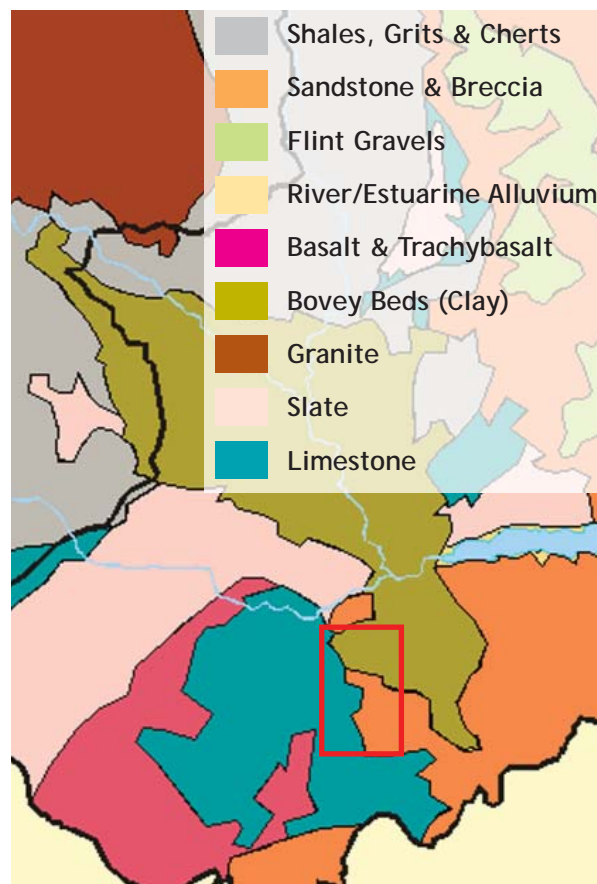 Shales, Grits & Cherts
Sandstone & Breccia
Flint Gravels
River/Estuarine Alluvium
Basalt & Trachybasalt
Bovey Beds (Clay)
Granite
Slate
Limestone